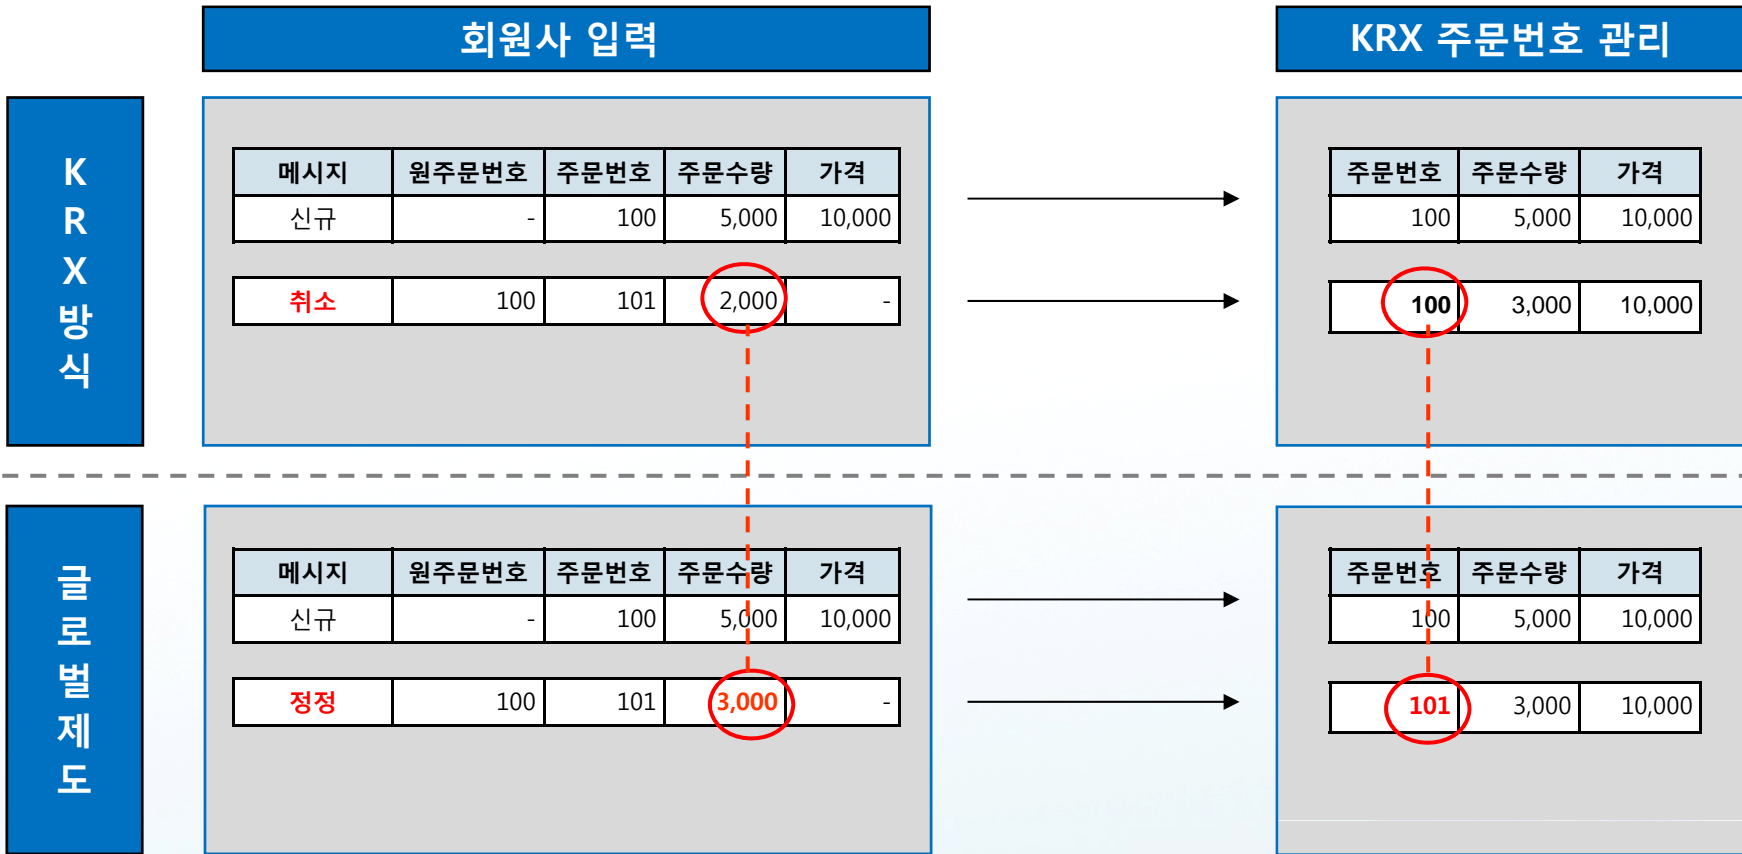 회원사 입력
KRX 주문번호 관리
KRX방식
메시지 원주문번호 주문번호 주문수량 가격
신규 - 100 5,000 10,000
취소 100 101 2,000 -
주문번호 주문수량 가격
100 5,000 10,000
100 3,000 10,000
글로벌제도
메시지 원주문번호 주문번호 주문수량 가격
신규 - 100 5,000 10,000
정정 100 101 3,000 -
주문번호 주문수량 가격
100 5,000 10,000
101 3,000 10,000